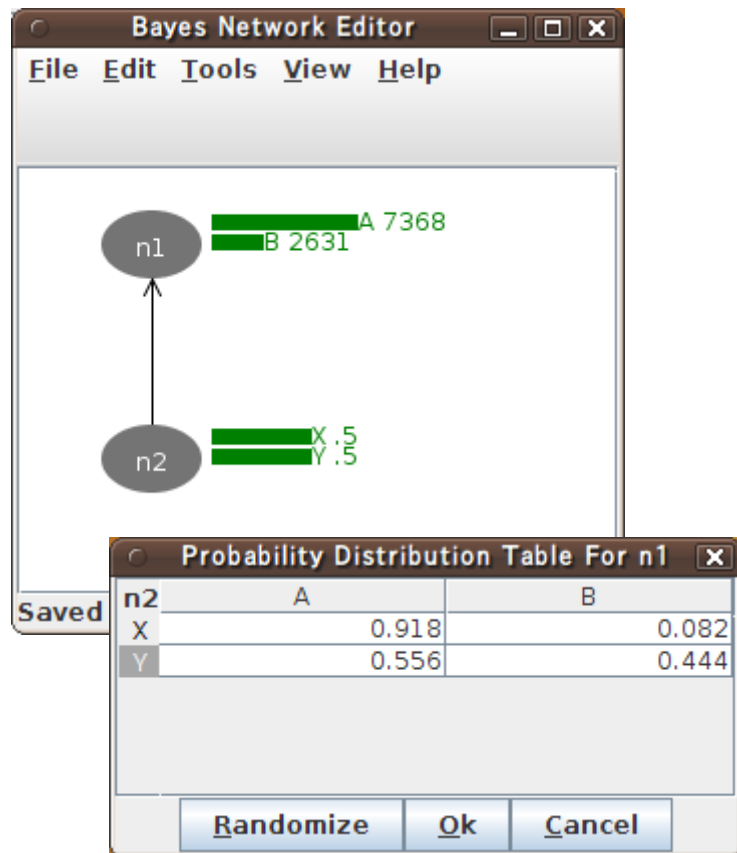 Bayes Network Editor
File Edit Tools View Help
n1
A 7368
B 2631
n2
X .5
Y .5
Saved
Probability Distribution Table For n1
n2 A B
X 0.918 0.082
Y 0.556 0.444
Randomize Ok Cancel